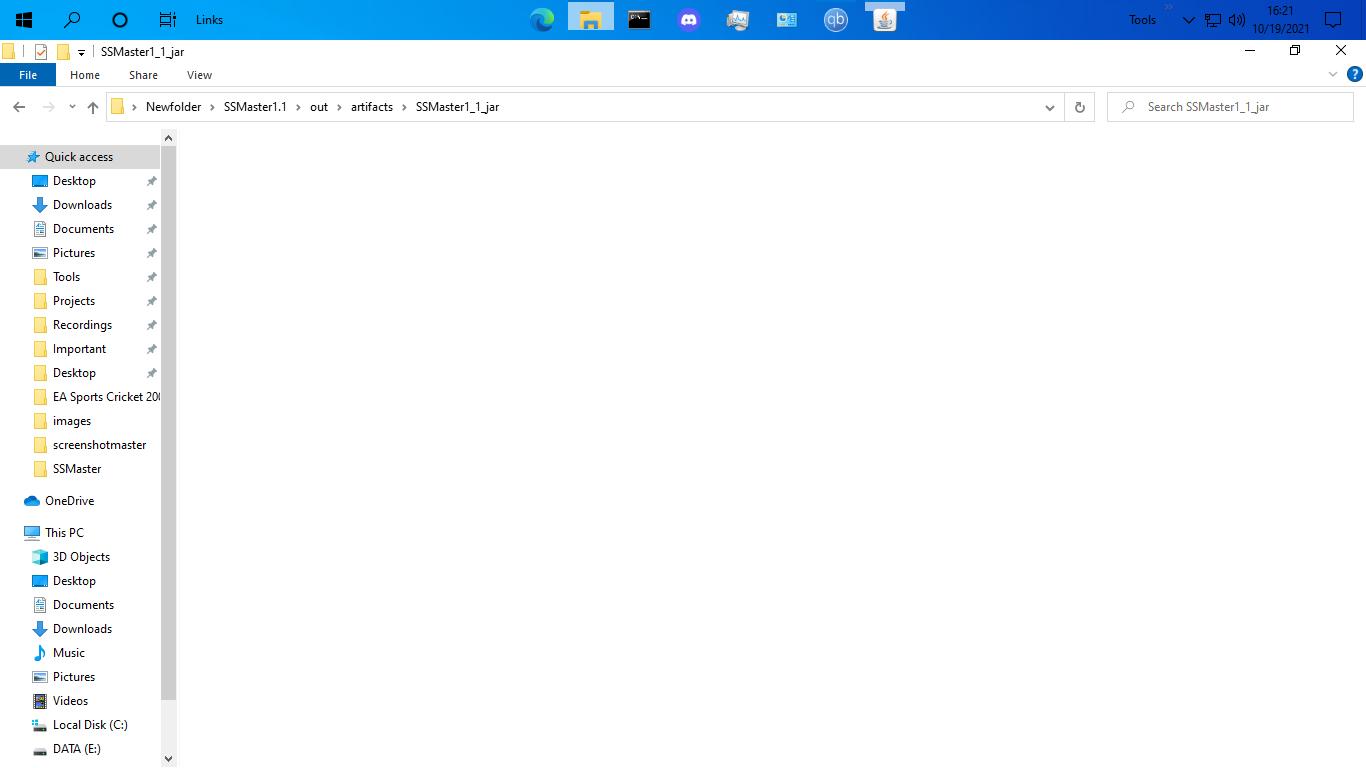 Links
qb
Tools
16:21
10/19/2021
SSMaster1_1_jar
File Home Share View
Newfolder SSMaster1.1 out artifacts SSMaster1_1_jar
Search SSMaster1_1_jar
Quick access
Desktop
Downloads
Documents
Pictures
Tools
Projects
Recordings
Important
Desktop
EA Sports Cricket 200
images
screenshotmaster
SSMaster
OneDrive
This PC
3D Objects
Desktop
Documents
Downloads
Music
Pictures
Videos
Local Disk (C:)
DATA (E:)